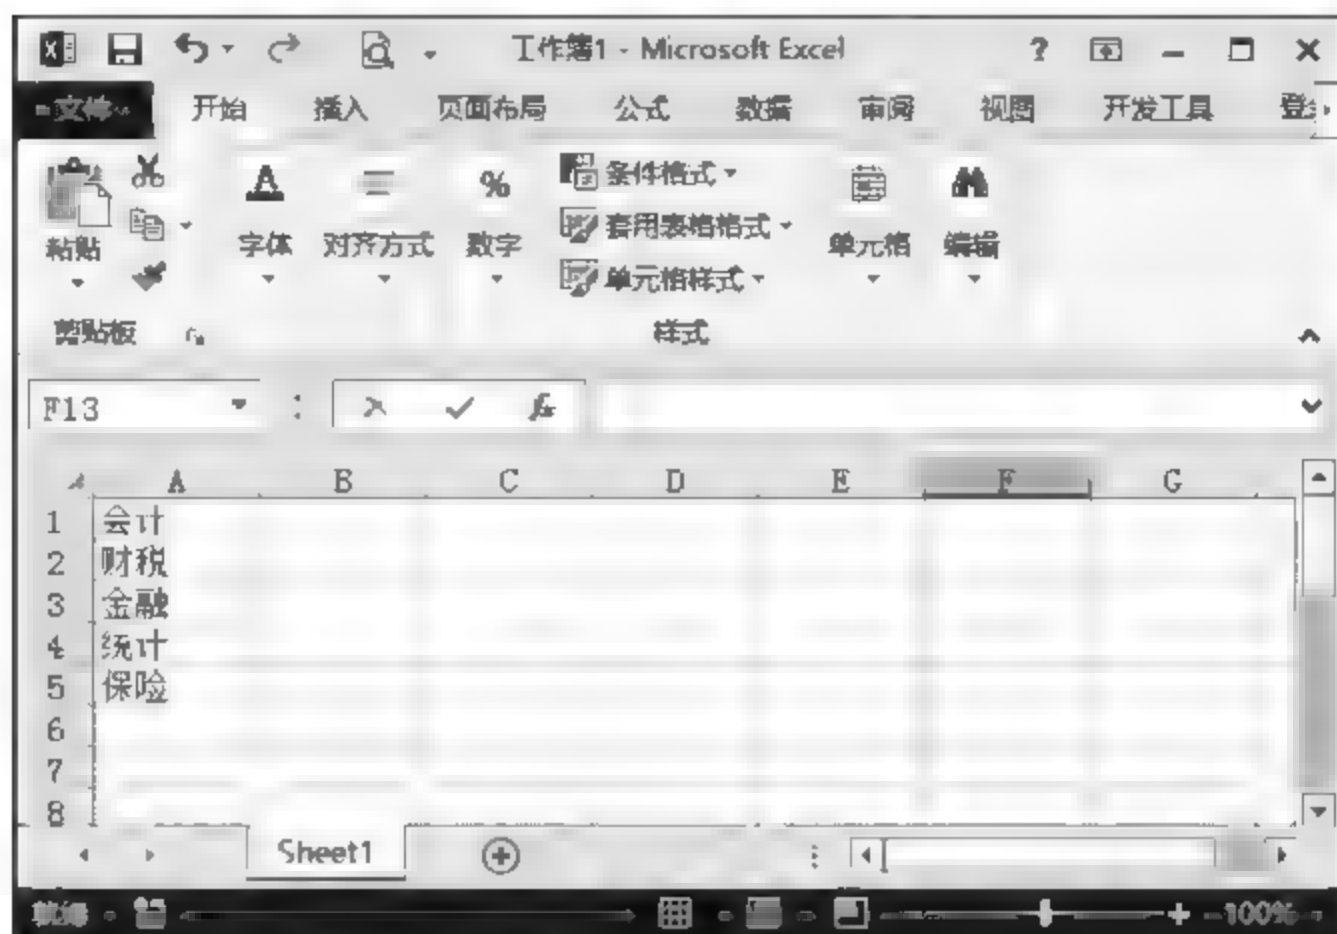 工作簿1 - Microsoft Excel ?
文件 开始 插入 页面布局 公式 数据 审阅 视图 开发工具 登
粘贴 字体 对齐方式 % 数字 条件格式 套用表格格式 单元格样式 单元格 编辑
剪贴板 样式
F13 fx
A B C D E F G
1 会计
2 财税
3 金融
4 统计
5 保险
6
7
8
Sheet1
就绪 100%